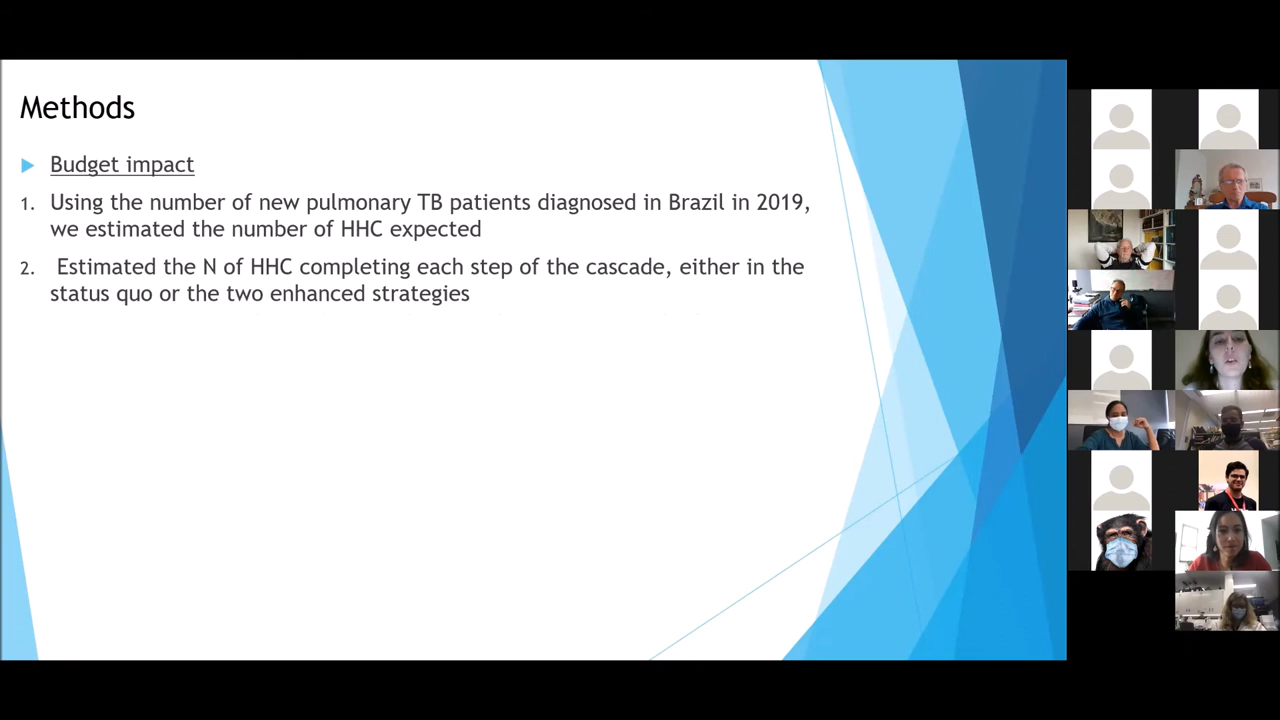 Methods
Budget impact
1. Using the number of new pulmonary TB patients diagnosed in Brazil in 2019,
we estimated the number of HHC expected
2. Estimated the N of HHC completing each step of the cascade, either in the
status quo or the two enhanced strategies